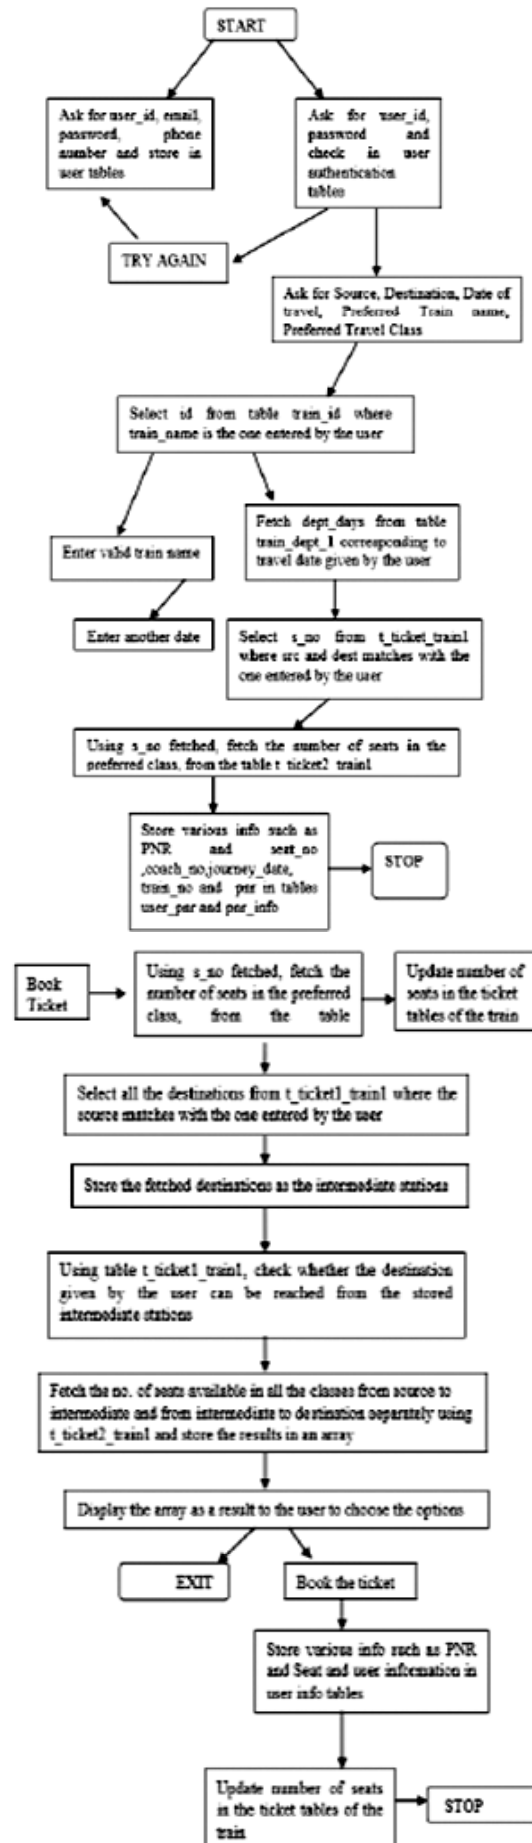 START
Ask for user_id, email,
password, phone
number and store in
user tables
Ask for user_id,
password and
check in user
authentication
tables
TRY AGAIN
Ask for Source, Destination, Date of
travel, Preferred Train name,
Preferred Travel Class
Select id from table train_id where
train_name is the one entered by the user
Enter valid train name
Fetch dept_days from table
train_dept_1 corresponding to
travel date given by the user
Enter another date
Select s_no from t_ticket_train1
where src and dest matches with the
one entered by the user
Using s_no fetched, fetch the number of seats in the
preferred class, from the table t_ticket2_train1
Store various info such as
PNR and seat_no
,coach_no,journey_date,
train_no and pnr in tables
user_pnr and pnr_info
STOP
Book
Ticket
Using s_no fetched, fetch the
number of seats in the preferred
class, from the table
Update number of
seats in the ticket
tables of the train
Select all the destinations from t_ticket1_train1 where the
source matches with the one entered by the user
Store the fetched destinations as the intermediate stations
Using table t_ticket1_train1, check whether the destination
given by the user can be reached from the stored
intermediate stations
Fetch the no. of seats available in all the classes from source to
intermediate and from intermediate to destination separately using
t_ticket2_train1 and store the results in an array
Display the array as a result to the user to choose the options
EXIT
Book the ticket
Store various info such as PNR
and Seat and user information in
user info tables
Update number of seats
in the ticket tables of the
train
STOP